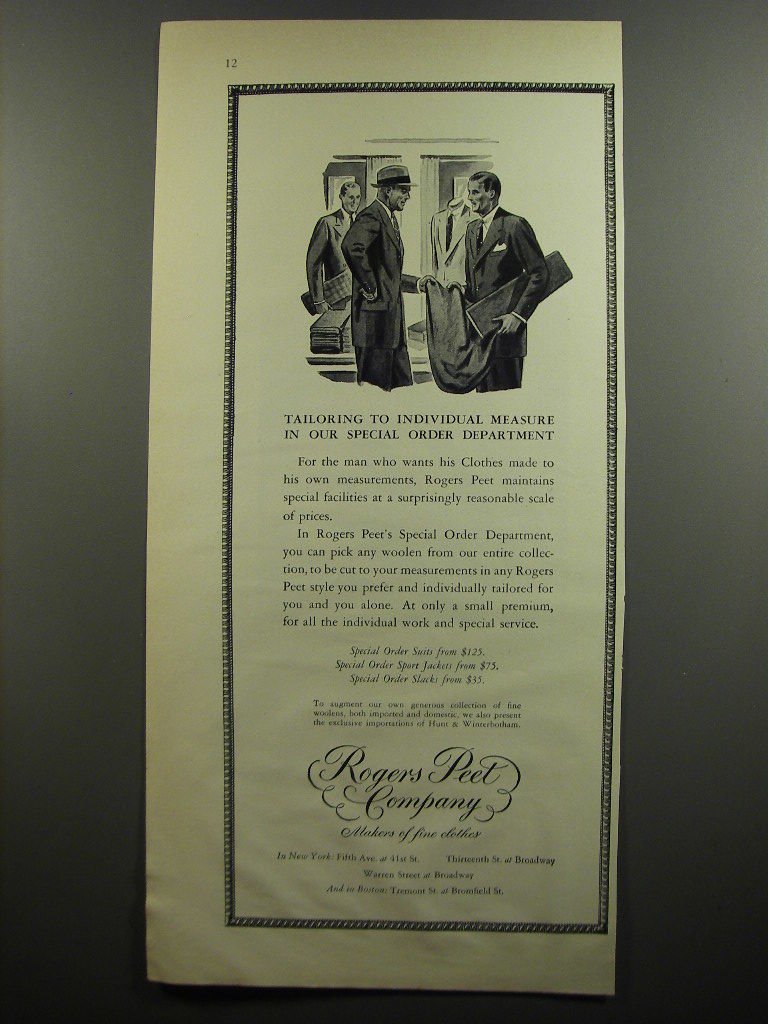 12
TAILORING TO INDIVIDUAL MEASURE
IN OUR SPECIAL ORDER DEPARTMENT
For the man who wants his Clothes made to
his own measurements, Rogers Peet maintains
special facilities at a surprisingly reasonable scale
of prices.
In Rogers Peet's Special Order Department,
you can pick any woolen from our entire collec-
tion, to be cut to your measurements in any Rogers
Peet style you prefer and individually tailored for
you and you alone. At only a small premium,
for all the individual work and special service.
Special Order Suits from $125.
Special Order Sport Jackets from $75.
Special Order Slacks from $35.
To augment our own generous collection of fine
woolens, both imported and domestic, we also present
the exclusive importations of Hunt & Winterbotham.
Rogers Peet
Company
Makers of fine clothes
In New York: Fifth Ave. at 41st St. Thirteenth St. at Broadway
Warren Street at Broadway
And in Boston: Tremont St. at Bromfield St.